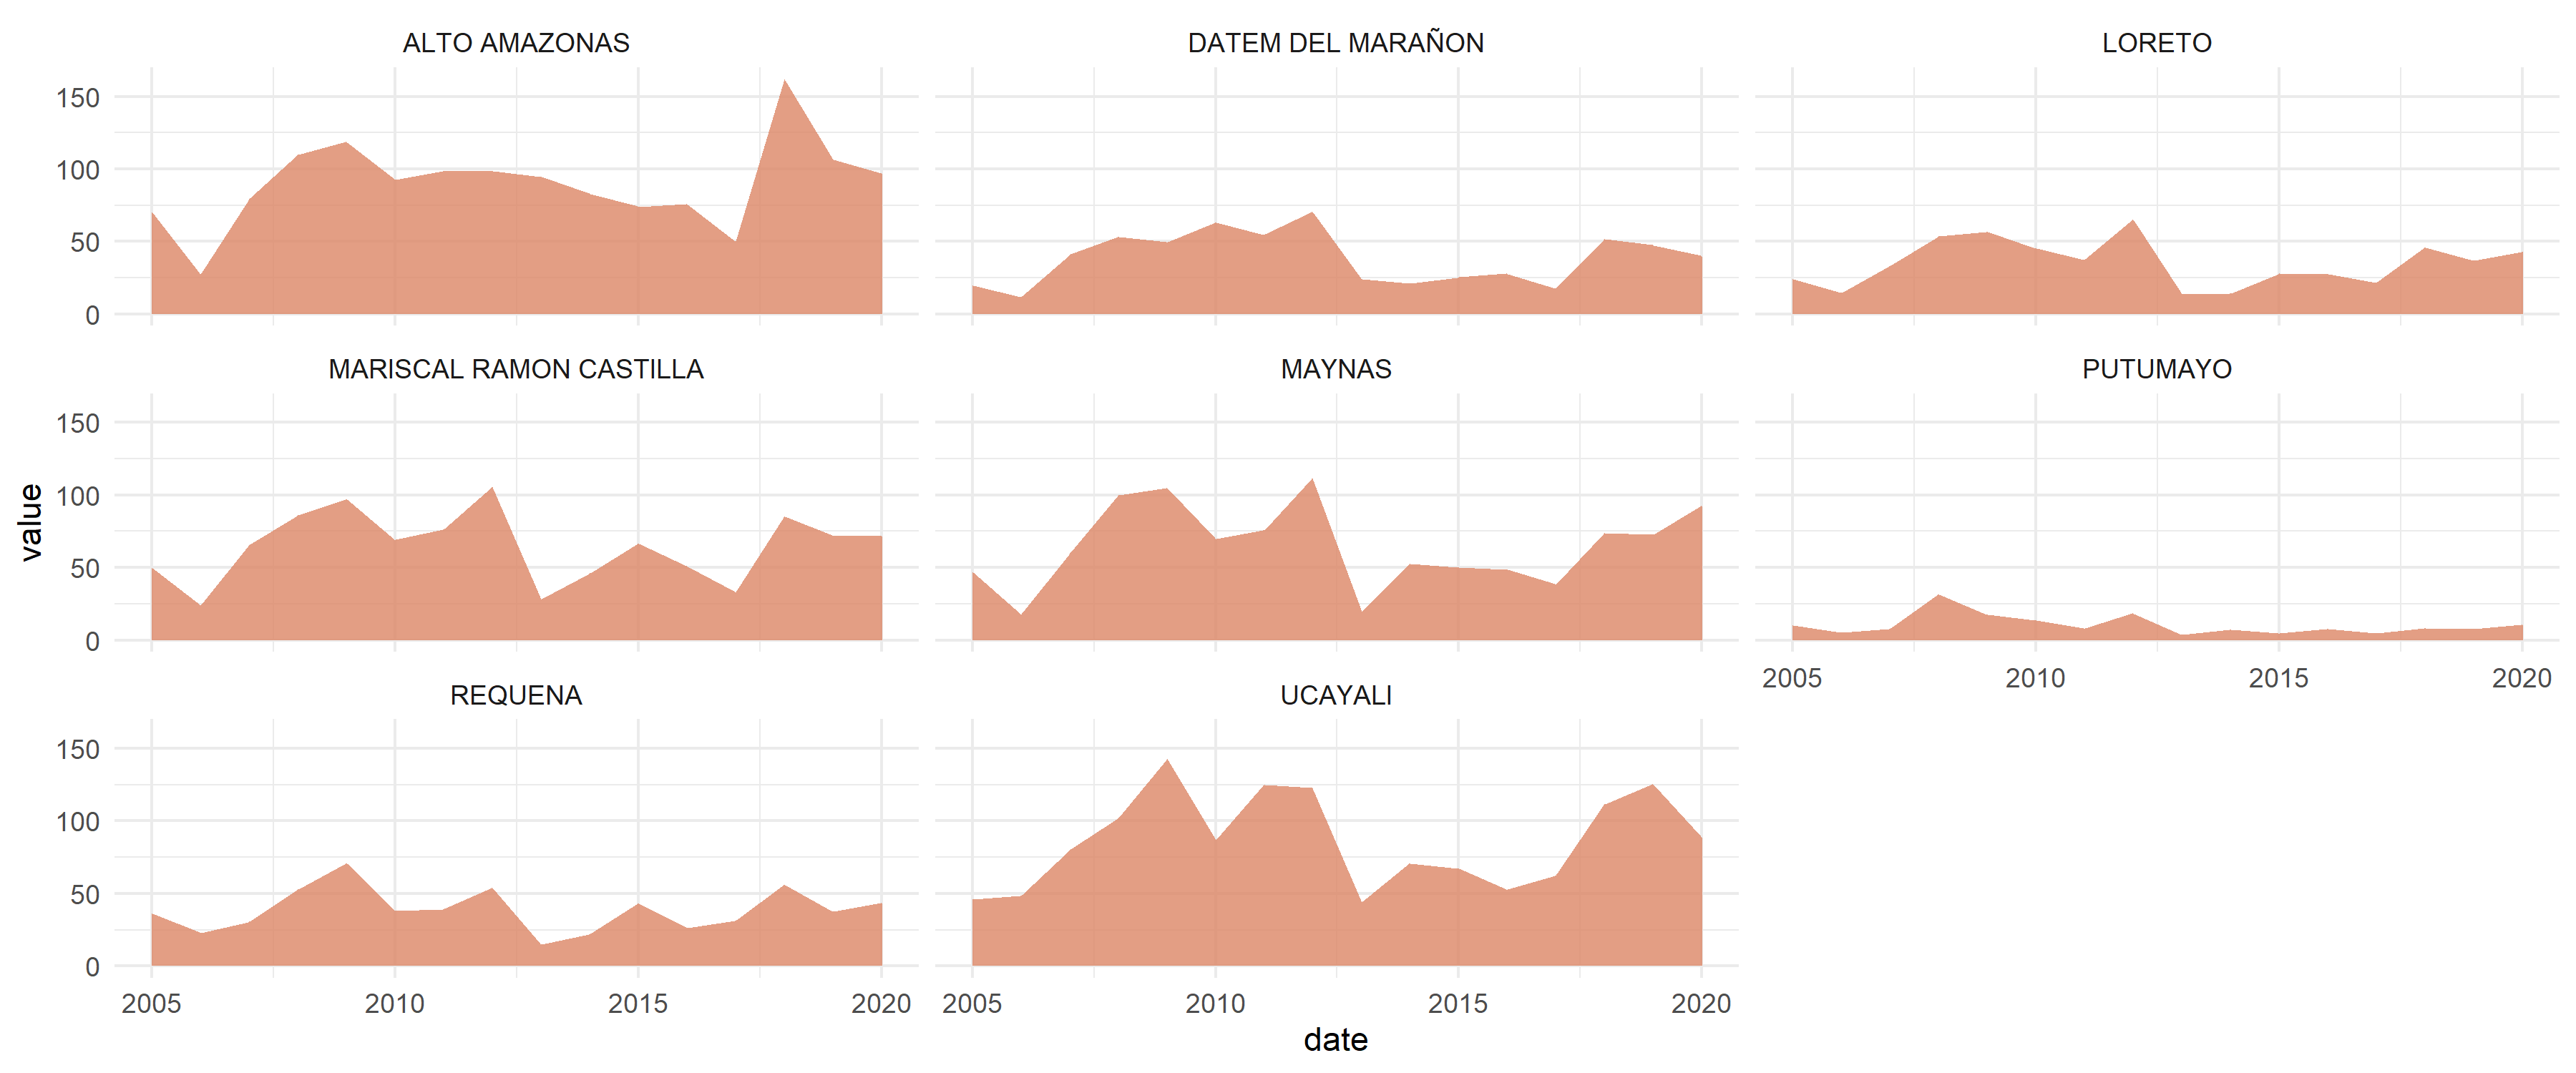 ALTO AMAZONAS
DATEM DEL MARAÑON
LORETO
150
100
50
0
MARISCAL RAMON CASTILLA
MAYNAS
PUTUMAYO
150
100
50
0
value
2005 2010 2015 2020
REQUENA
UCAYALI
150
100
50
0
2005 2010 2015 2020
2005 2010 2015 2020
date